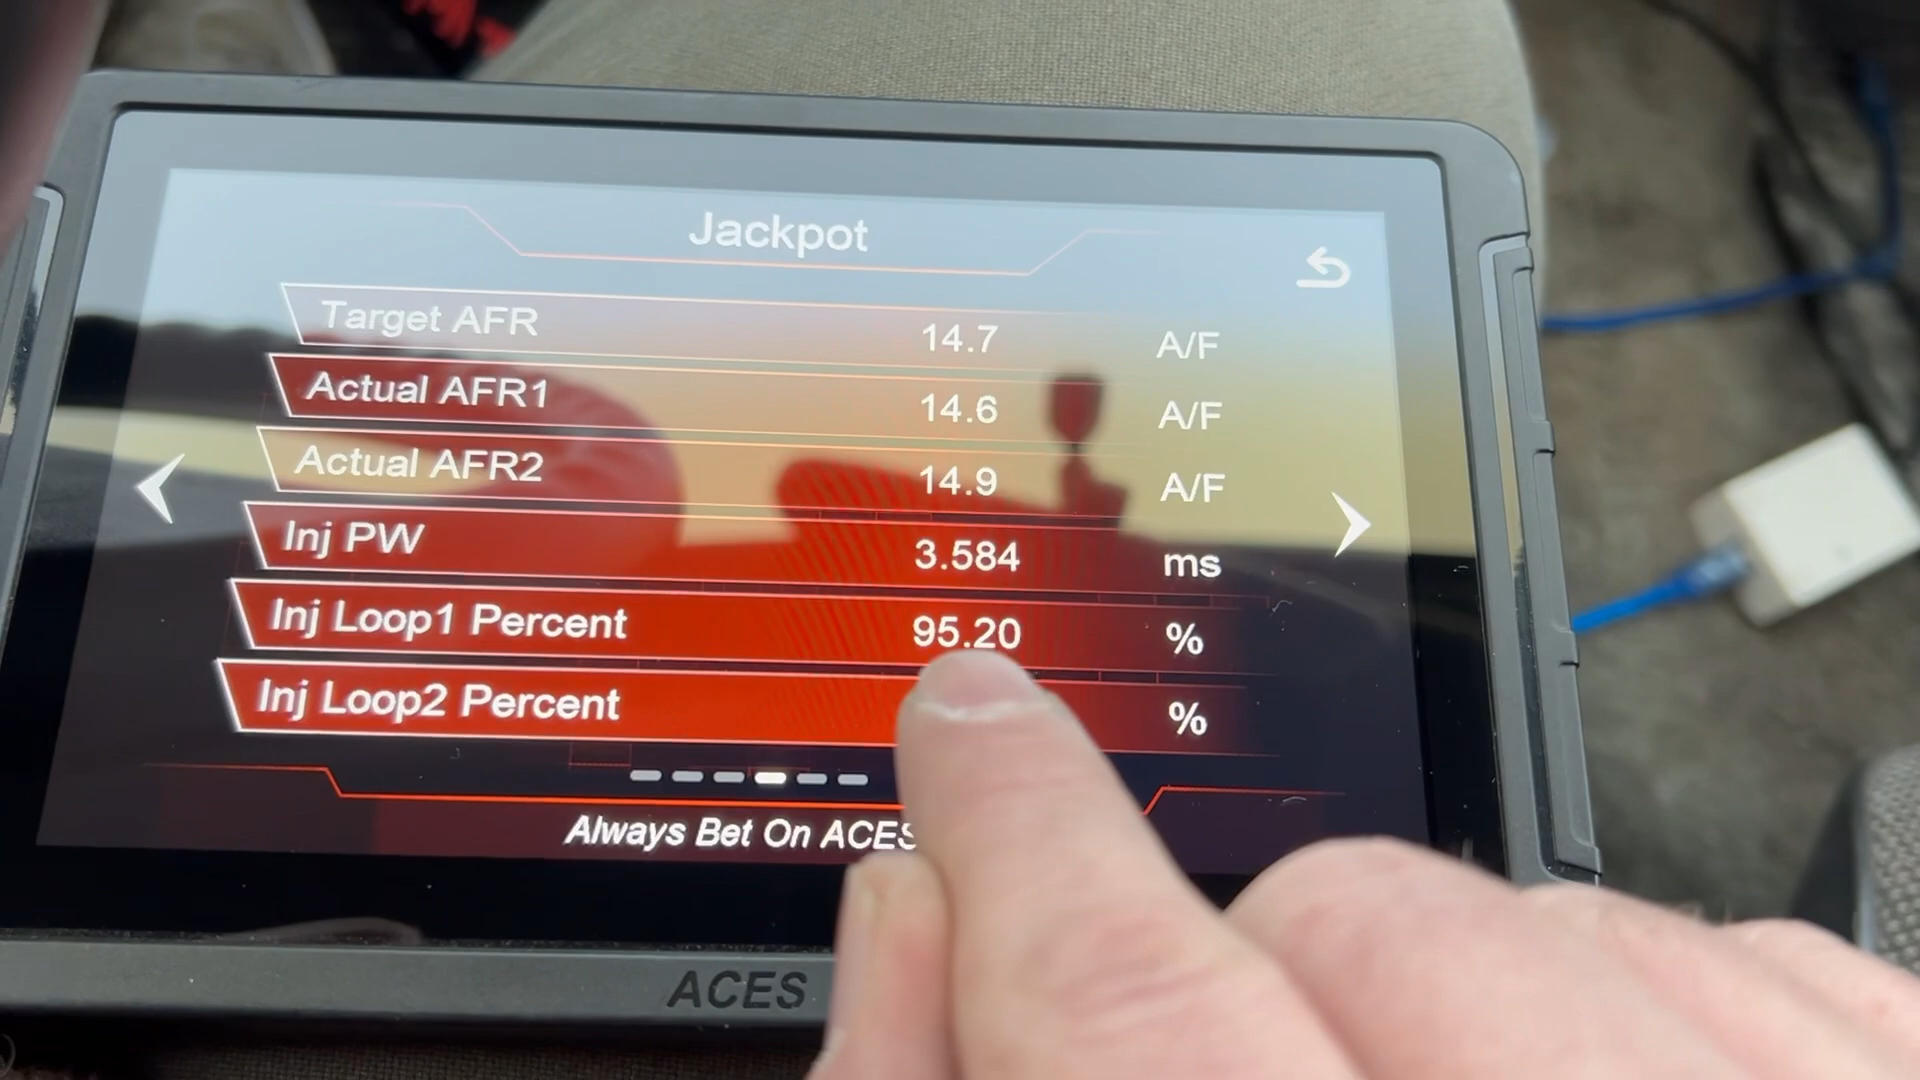 Jackpot
Target AFR 14.7 A/F
Actual AFR1 14.6 A/F
Actual AFR2 14.9 A/F
Inj PW 3.584 ms
Inj Loop1 Percent 95.20 %
Inj Loop2 Percent %
Always Bet On ACES
ACES